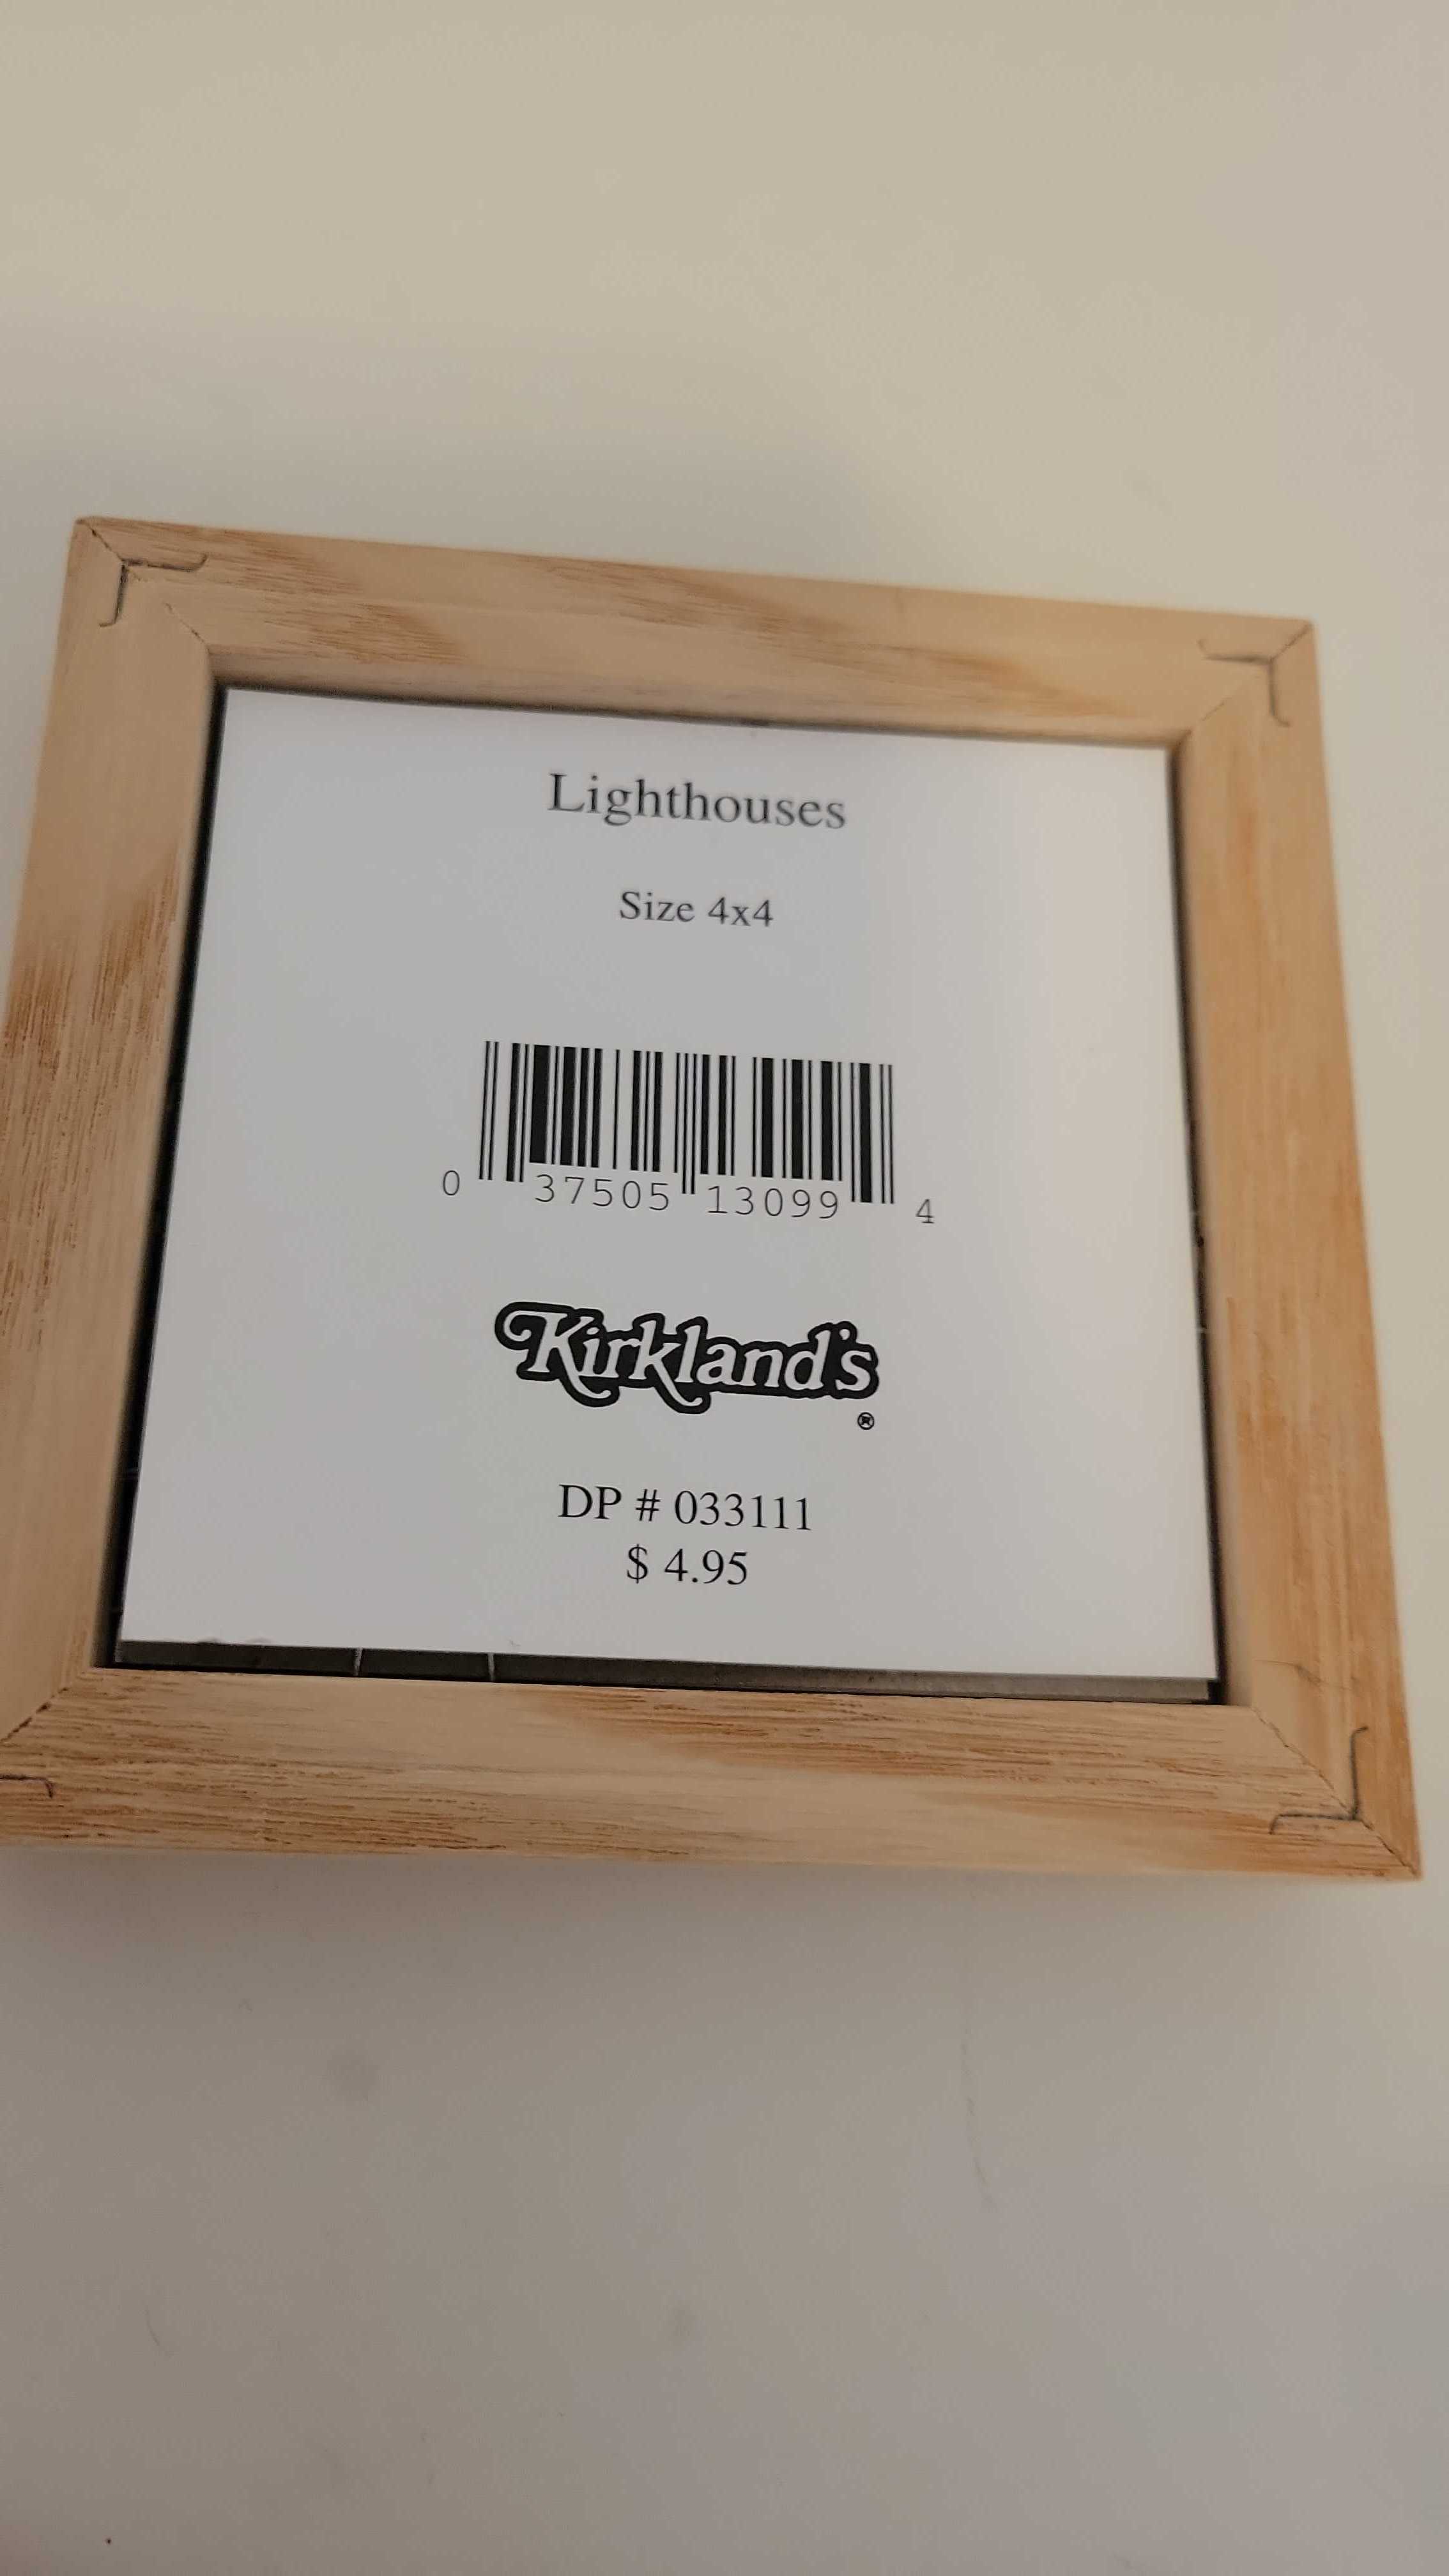 Lighthouses
Size 4x4
0 37505 13099 4
Kirkland's
®
DP # 033111
$ 4.95